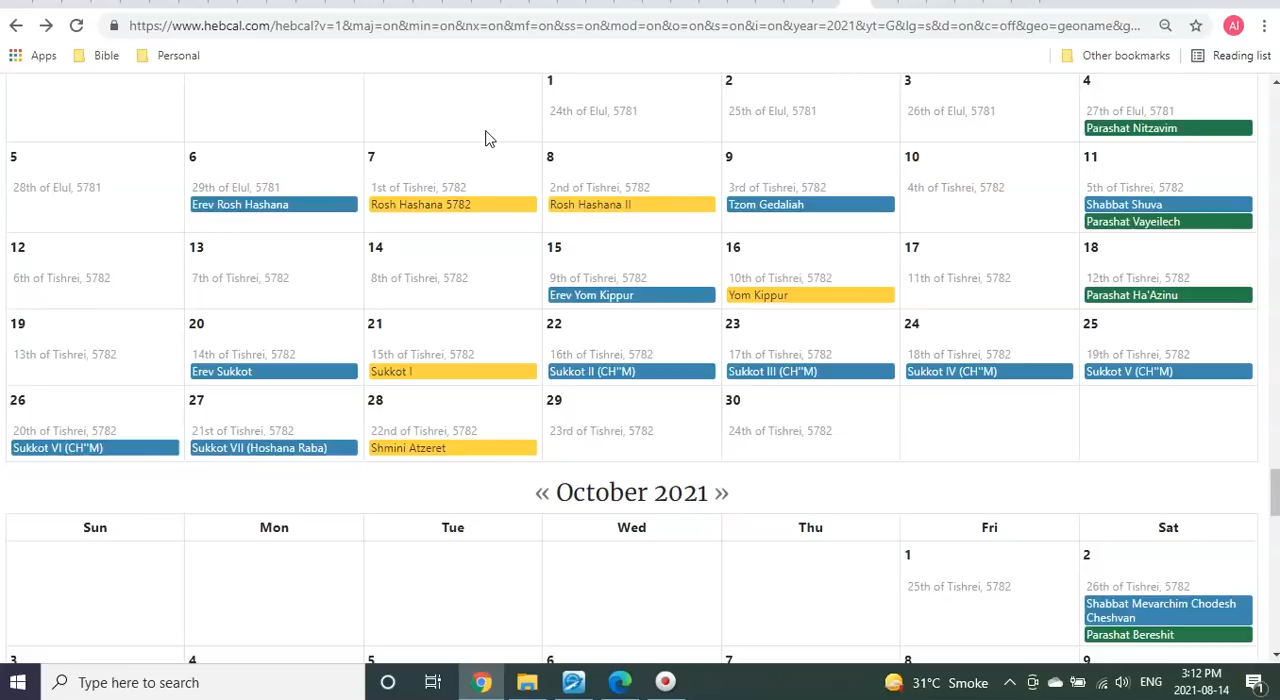 https://www.hebcal.com/hebcal?v=1&maj=on&min=on&nx=on&mf=on&ss=on&mod=on&o=on&s=on&i=on&year=2021&yt=G&lg=s&d=on&c=off&geo=geoname&g...
AI
Apps Bible Personal Other bookmarks Reading list
1 2 3 4
24th of Elul, 5781 25th of Elul, 5781 26th of Elul, 5781 27th of Elul, 5781
Parashat Nitzavim
5 6 7 8 9 10 11
28th of Elul, 5781 29th of Elul, 5781 1st of Tishrei, 5782 2nd of Tishrei, 5782 3rd of Tishrei, 5782 4th of Tishrei, 5782 5th of Tishrei, 5782
Erev Rosh Hashana Rosh Hashana 5782 Rosh Hashana II Tzom Gedaliah Shabbat Shuva
Parashat Vayeilech
12 13 14 15 16 17 18
6th of Tishrei, 5782 7th of Tishrei, 5782 8th of Tishrei, 5782 9th of Tishrei, 5782 10th of Tishrei, 5782 11th of Tishrei, 5782 12th of Tishrei, 5782
Erev Yom Kippur Yom Kippur Parashat Ha'Azinu
19 20 21 22 23 24 25
13th of Tishrei, 5782 14th of Tishrei, 5782 15th of Tishrei, 5782 16th of Tishrei, 5782 17th of Tishrei, 5782 18th of Tishrei, 5782 19th of Tishrei, 5782
Erev Sukkot Sukkot I Sukkot II (CH"M) Sukkot III (CH"M) Sukkot IV (CH"M) Sukkot V (CH"M)
26 27 28 29 30
20th of Tishrei, 5782 21st of Tishrei, 5782 22nd of Tishrei, 5782 23rd of Tishrei, 5782 24th of Tishrei, 5782
Sukkot VI (CH"M) Sukkot VII (Hoshana Raba) Shmini Atzeret
« October 2021 »
Sun Mon Tue Wed Thu Fri Sat
1 2
25th of Tishrei, 5782 26th of Tishrei, 5782
Shabbat Mevarchim Chodesh
Cheshvan
Parashat Bereshit
3 4 5 6 7 8 9
Type here to search 31°C Smoke ENG 3:12 PM
2021-08-14
1